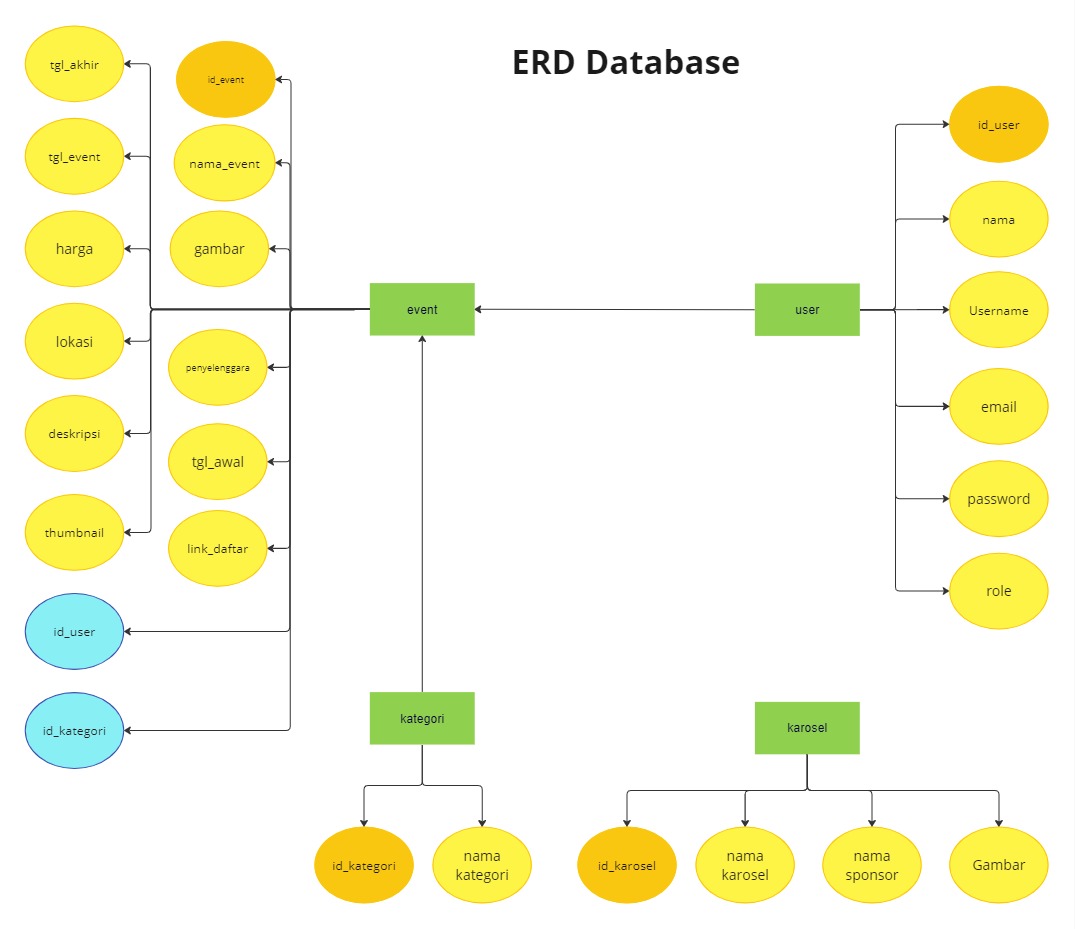 ERD Database
tgl_akhir
id_event
id_user
tgl_event
nama_event
nama
harga
gambar
event
user
Username
lokasi
penyelenggara
email
deskripsi
tgl_awal
password
thumbnail
link_daftar
role
id_user
id_kategori
kategori
karosel
id_kategori
nama
kategori
id_karosel
nama
karosel
nama
sponsor
Gambar